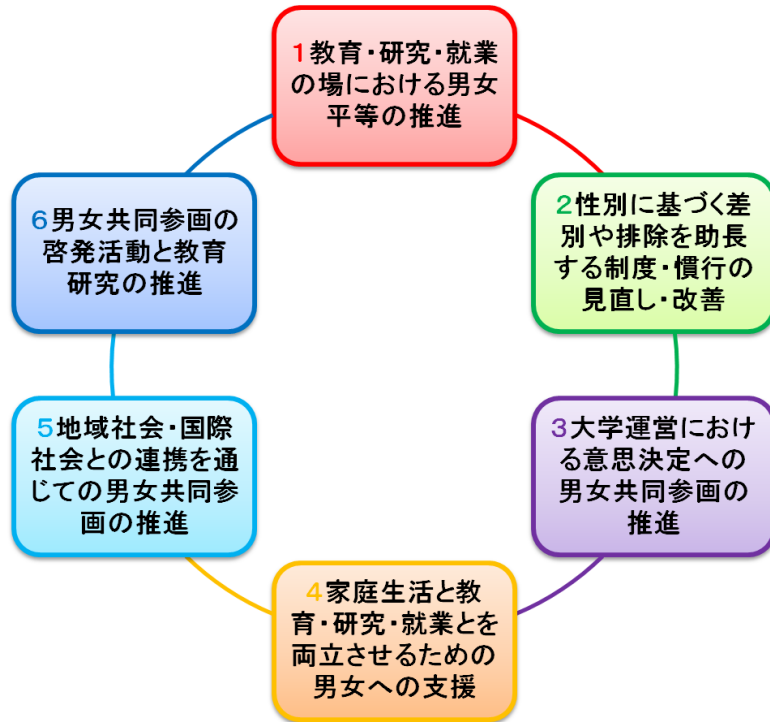 1教育・研究・就業
の場における男女
平等の推進
2性別に基づく差
別や排除を助長
する制度・慣行の
見直し・改善
3大学運営におけ
る意思決定への
男女共同参画の
推進
4家庭生活と教
育・研究・就業とを
両立させるための
男女への支援
5地域社会・国際
社会との連携を通
じての男女共同参
画の推進
6男女共同参画の
啓発活動と教育
研究の推進